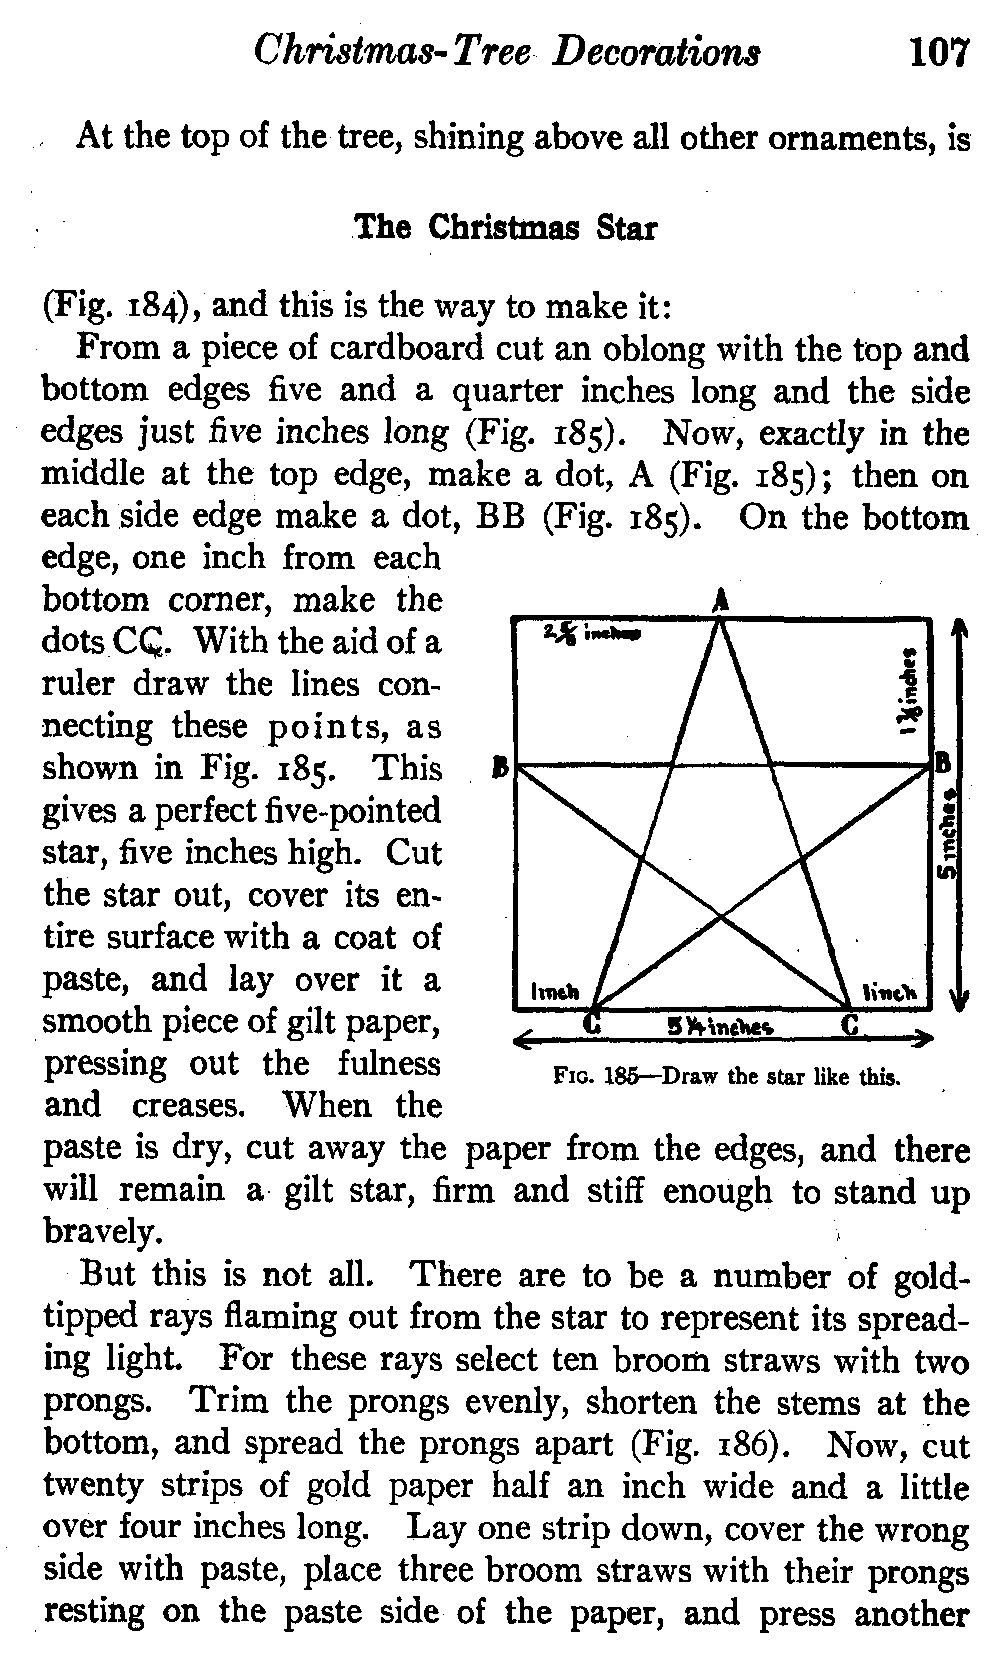 Christmas-Tree Decorations 107
At the top of the tree, shining above all other ornaments, is
The Christmas Star
(Fig. 184), and this is the way to make it:
From a piece of cardboard cut an oblong with the top and
bottom edges five and a quarter inches long and the side
edges just five inches long (Fig. 185). Now, exactly in the
middle at the top edge, make a dot, A (Fig. 185); then on
each side edge make a dot, BB (Fig. 185). On the bottom
edge, one inch from each
bottom corner, make the
dots CC. With the aid of a
ruler draw the lines con-
necting these points, as
shown in Fig. 185. This
gives a perfect five-pointed
star, five inches high. Cut
the star out, cover its en-
tire surface with a coat of
paste, and lay over it a
smooth piece of gilt paper,
pressing out the fulness
and creases. When the
A
2 5/8 inches
inches
B
B
5 inches
1 inch
1 inch
C
5 1/4 inches
C
FIG. 185—Draw the star like this.
paste is dry, cut away the paper from the edges, and there
will remain a gilt star, firm and stiff enough to stand up
bravely.
But this is not all. There are to be a number of gold-
tipped rays flaming out from the star to represent its spread-
ing light. For these rays select ten broom straws with two
prongs. Trim the prongs evenly, shorten the stems at the
bottom, and spread the prongs apart (Fig. 186). Now, cut
twenty strips of gold paper half an inch wide and a little
over four inches long. Lay one strip down, cover the wrong
side with paste, place three broom straws with their prongs
resting on the paste side of the paper, and press another